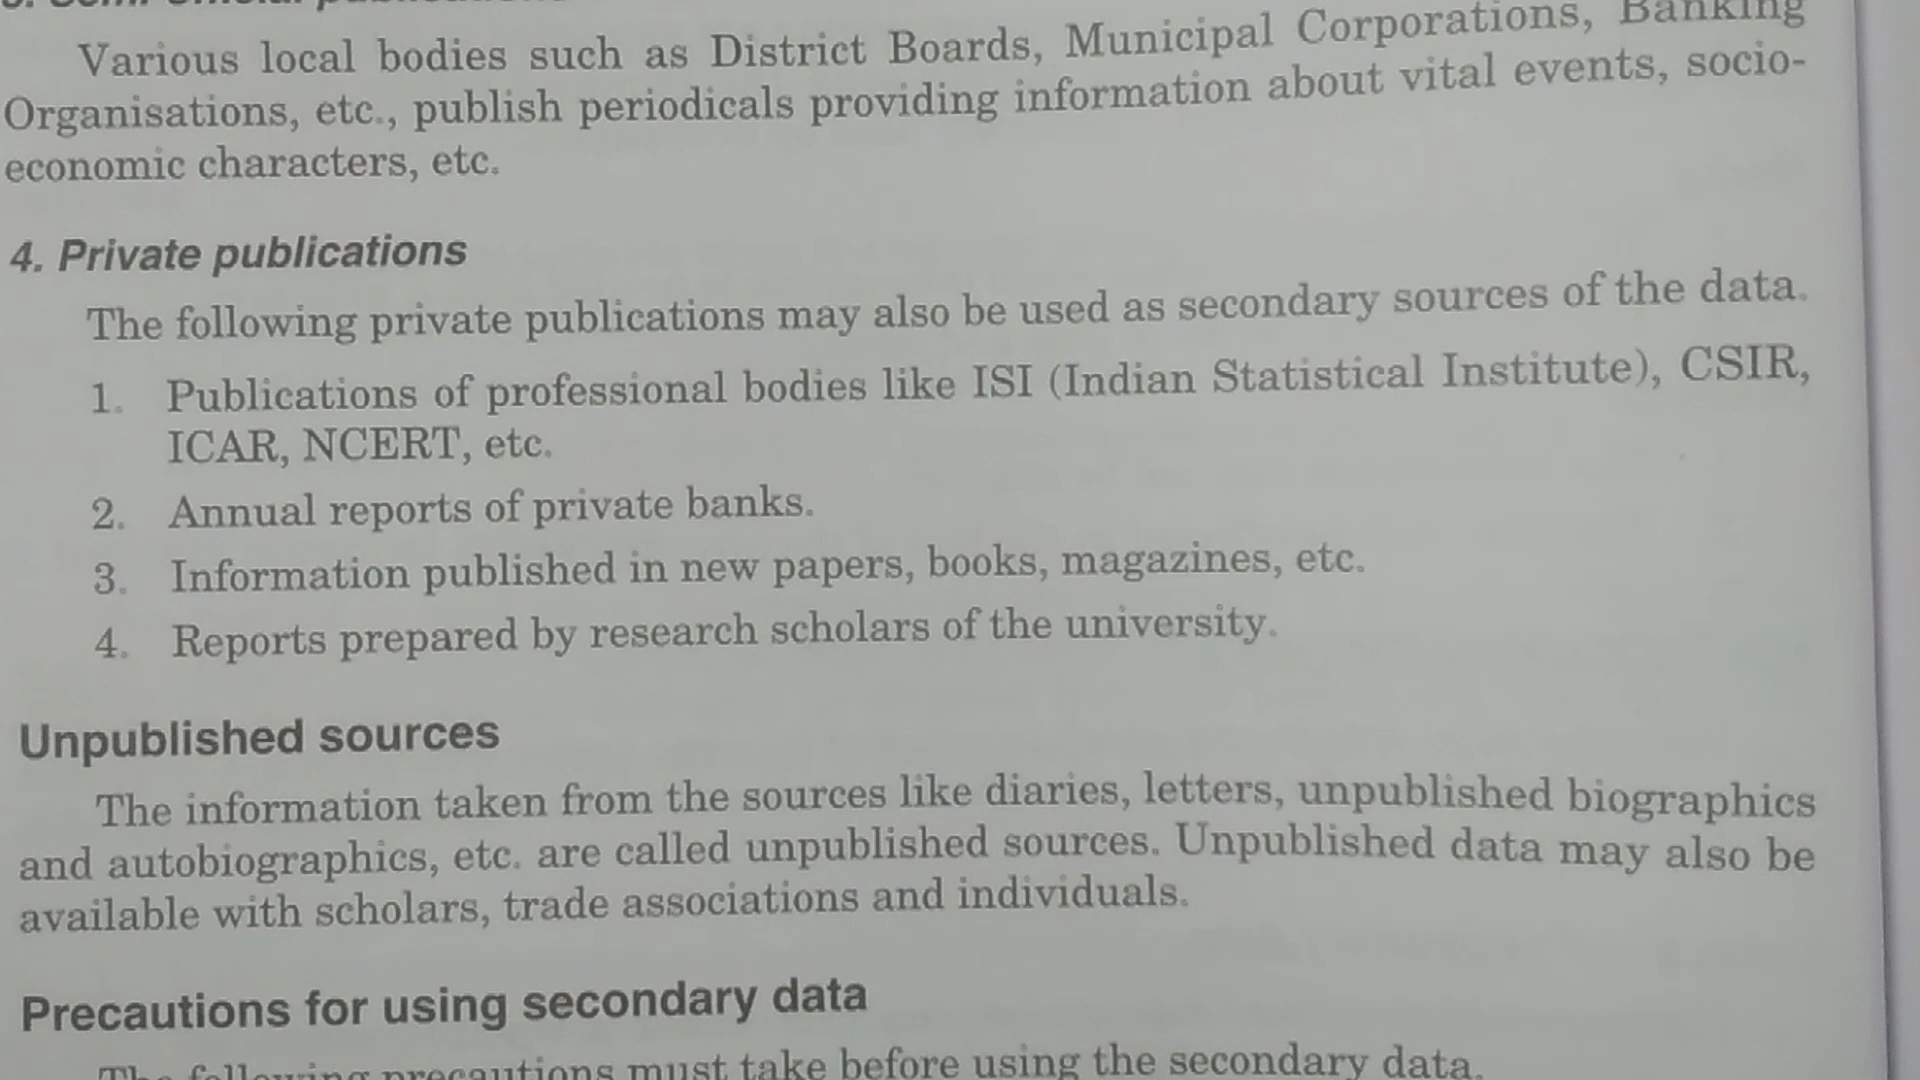 3. Semi-official publications
Various local bodies such as District Boards, Municipal Corporations, Banking
Organisations, etc., publish periodicals providing information about vital events, socio-
economic characters, etc.
4. Private publications
The following private publications may also be used as secondary sources of the data.
1. Publications of professional bodies like ISI (Indian Statistical Institute), CSIR,
ICAR, NCERT, etc.
2. Annual reports of private banks.
3. Information published in new papers, books, magazines, etc.
4. Reports prepared by research scholars of the university.
Unpublished sources
The information taken from the sources like diaries, letters, unpublished biographics
and autobiographics, etc. are called unpublished sources. Unpublished data may also be
available with scholars, trade associations and individuals.
Precautions for using secondary data
The following precautions must take before using the secondary data.